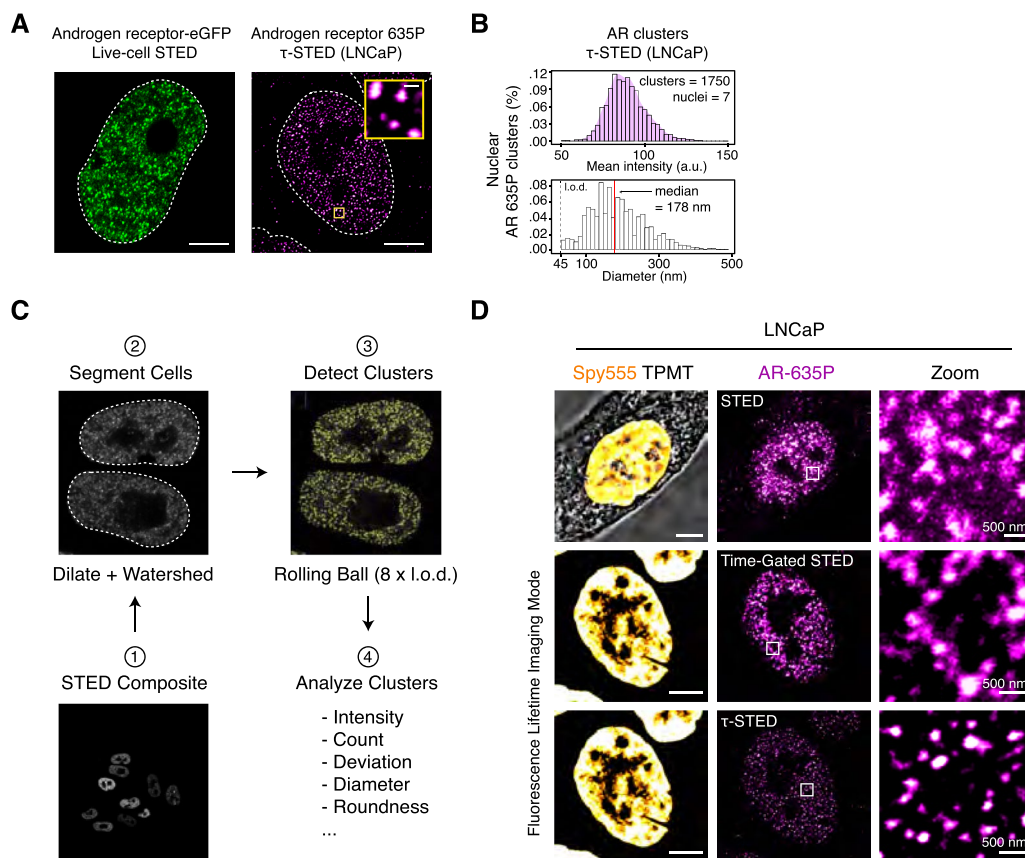 A
Androgen receptor-eGFP
Live-cell STED
Androgen receptor 635P
τ-STED (LNCaP)
B
AR clusters
τ-STED (LNCaP)
Nuclear
AR 635P clusters (%)
.12
.09
.06
.03
.00
clusters = 1750
nuclei = 7
50
100
150
Mean intensity (a.u.)
.08
.06
.04
.02
.00
l.o.d.
median
= 178 nm
45
100
300
500
Diameter (nm)
C
2
Segment Cells
3
Detect Clusters
Dilate + Watershed
Rolling Ball (8 x l.o.d.)
1
STED Composite
4
Analyze Clusters
- Intensity
- Count
- Deviation
- Diameter
- Roundness
...
D
LNCaP
Spy555 TPMT
AR-635P
Zoom
STED
500 nm
Fluorescence Lifetime Imaging Mode
Time-Gated STED
500 nm
τ-STED
500 nm